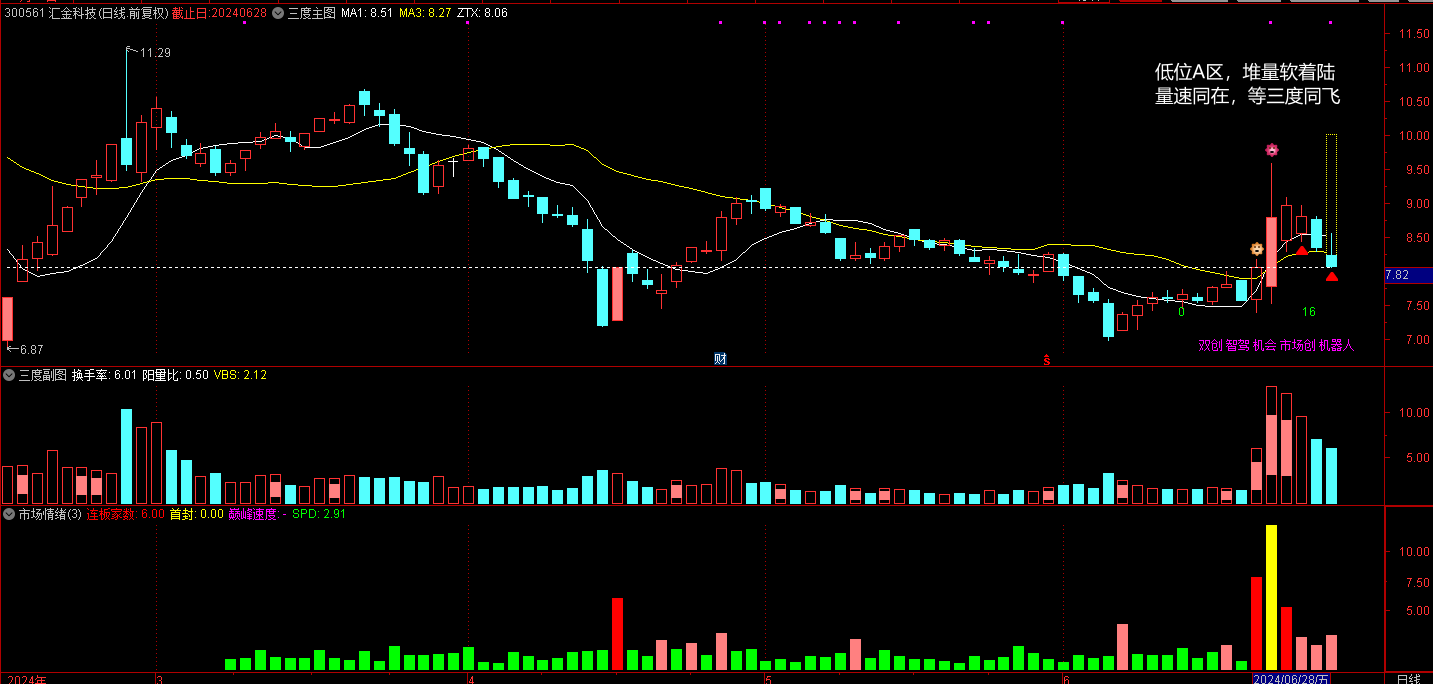 300561 汇金科技(日线.前复权) 截止日:20240628 三度主图 MA1: 8.51 MA3: 8.27 ZTX: 8.06
11.50
11.29
11.00
低位A区，堆量软着陆
量速同在，等三度同飞
10.50
10.00
9.50
9.00
8.50
7.82
7.50
0
16
7.00
双创 智驾 机会 市场创 机器人
←6.87
财
$
三度副图 换手率: 6.01 阳量比: 0.50 VBS: 2.12
10.00
5.00
市场情绪(3) 连板家数: 6.00 首封: 0.00 巅峰速度: - SPD: 2.91
10.00
7.50
5.00
2024年 3 4 5 6 2024/06/28/五 日线